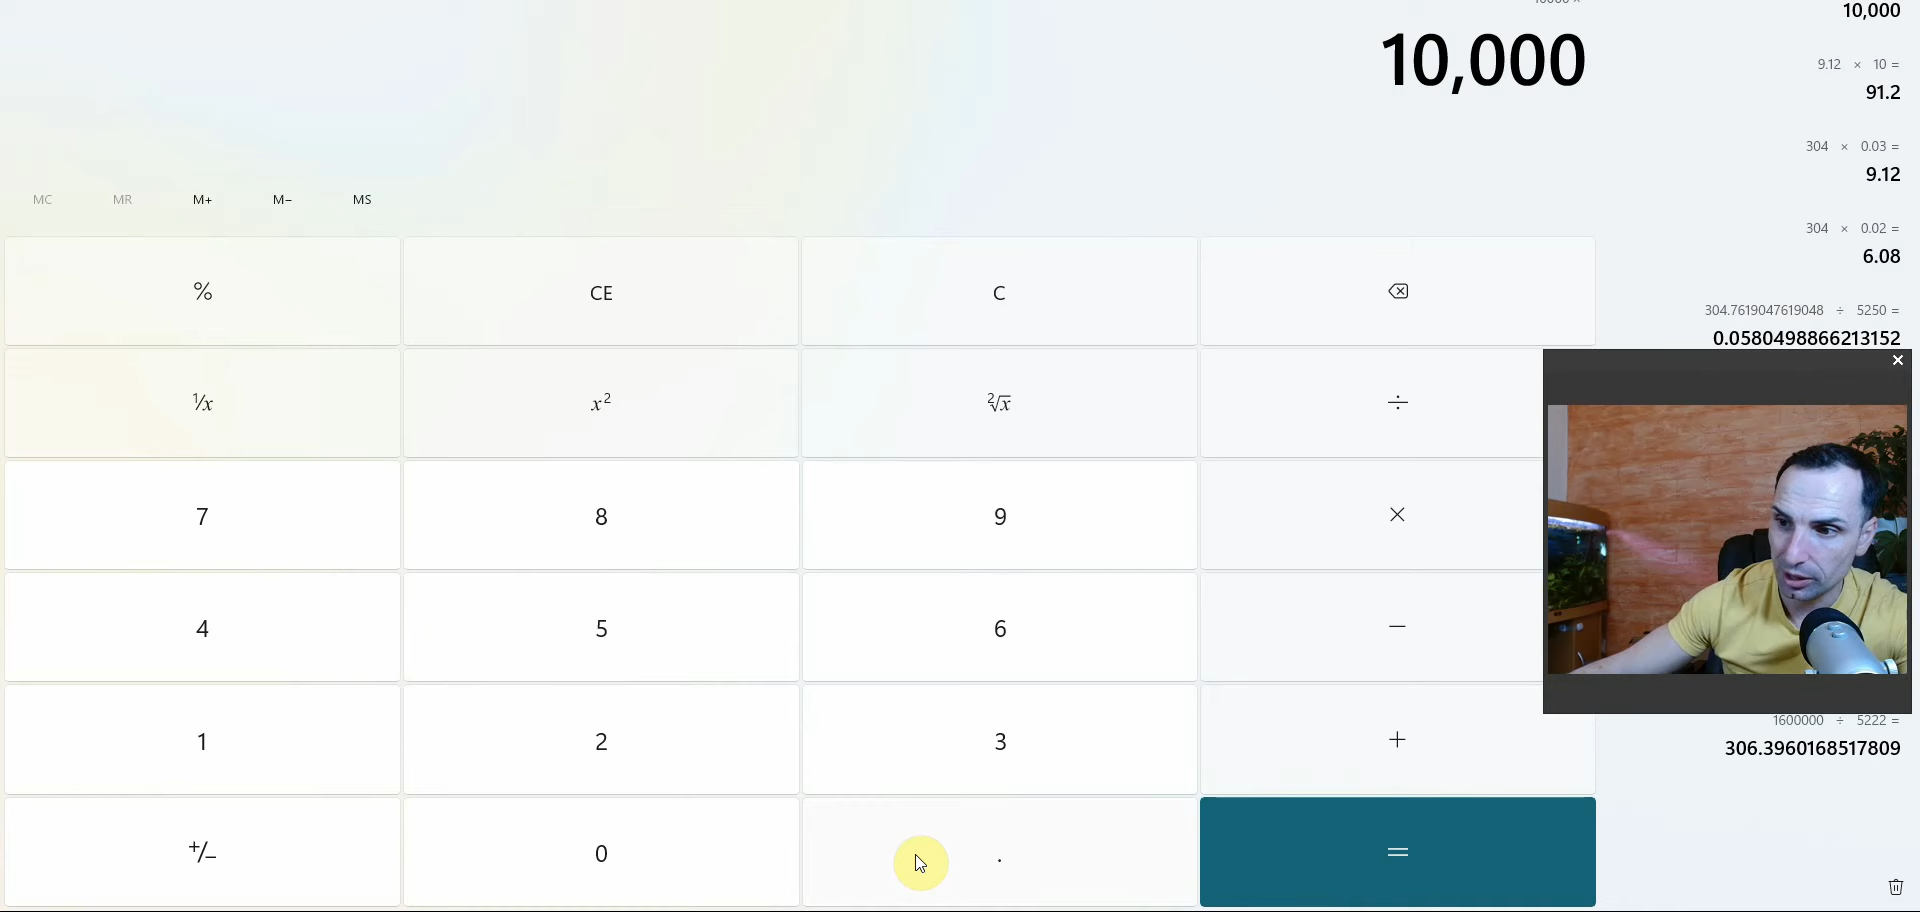 10,000
MC MR M+ M− MS
% CE C
¹/x x² ²√x ÷
7 8 9 ×
4 5 6 −
1 2 3 +
+/− 0 . =
10,000
9.12 × 10 =
91.2
304 × 0.03 =
9.12
304 × 0.02 =
6.08
304.7619047619048 ÷ 5250 =
0.0580498866213152
1600000 ÷ 5222 =
306.3960168517809